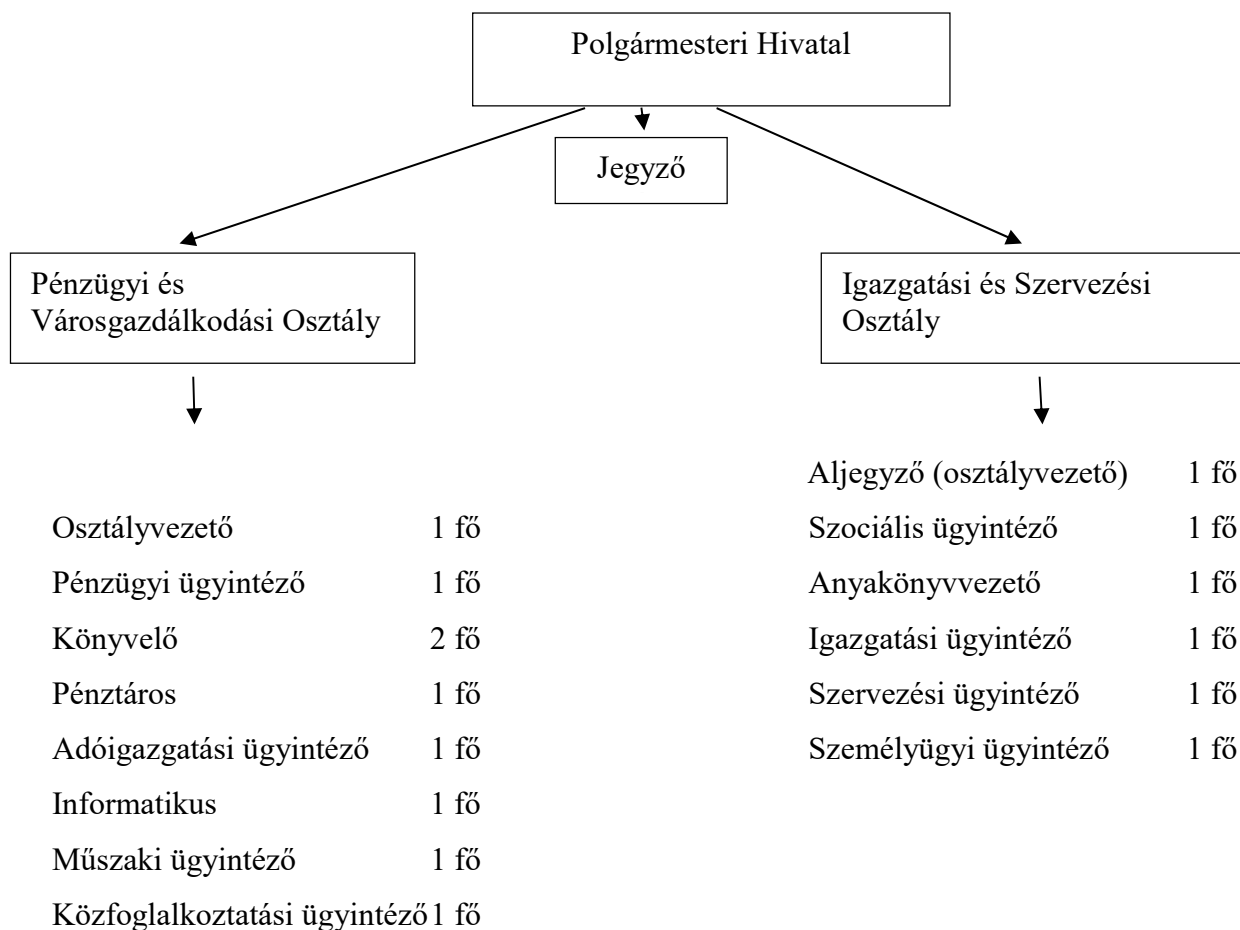 Polgármesteri Hivatal
Jegyző
Pénzügyi és
Városgazdálkodási Osztály
Igazgatási és Szervezési
Osztály
Osztályvezető 1 fő
Pénzügyi ügyintéző 1 fő
Könyvelő 2 fő
Pénztáros 1 fő
Adóigazgatási ügyintéző 1 fő
Informatikus 1 fő
Műszaki ügyintéző 1 fő
Közfoglalkoztatási ügyintéző 1 fő
Aljegyző (osztályvezető) 1 fő
Szociális ügyintéző 1 fő
Anyakönyvvezető 1 fő
Igazgatási ügyintéző 1 fő
Szervezési ügyintéző 1 fő
Személyügyi ügyintéző 1 fő